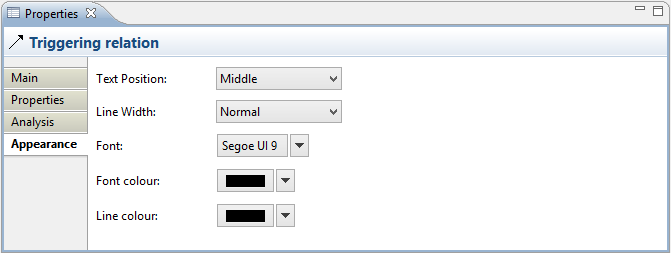 Properties
Triggering relation
Main
Properties
Analysis
Appearance
Text Position: Middle
Line Width: Normal
Font: Segoe UI 9
Font colour:
Line colour: